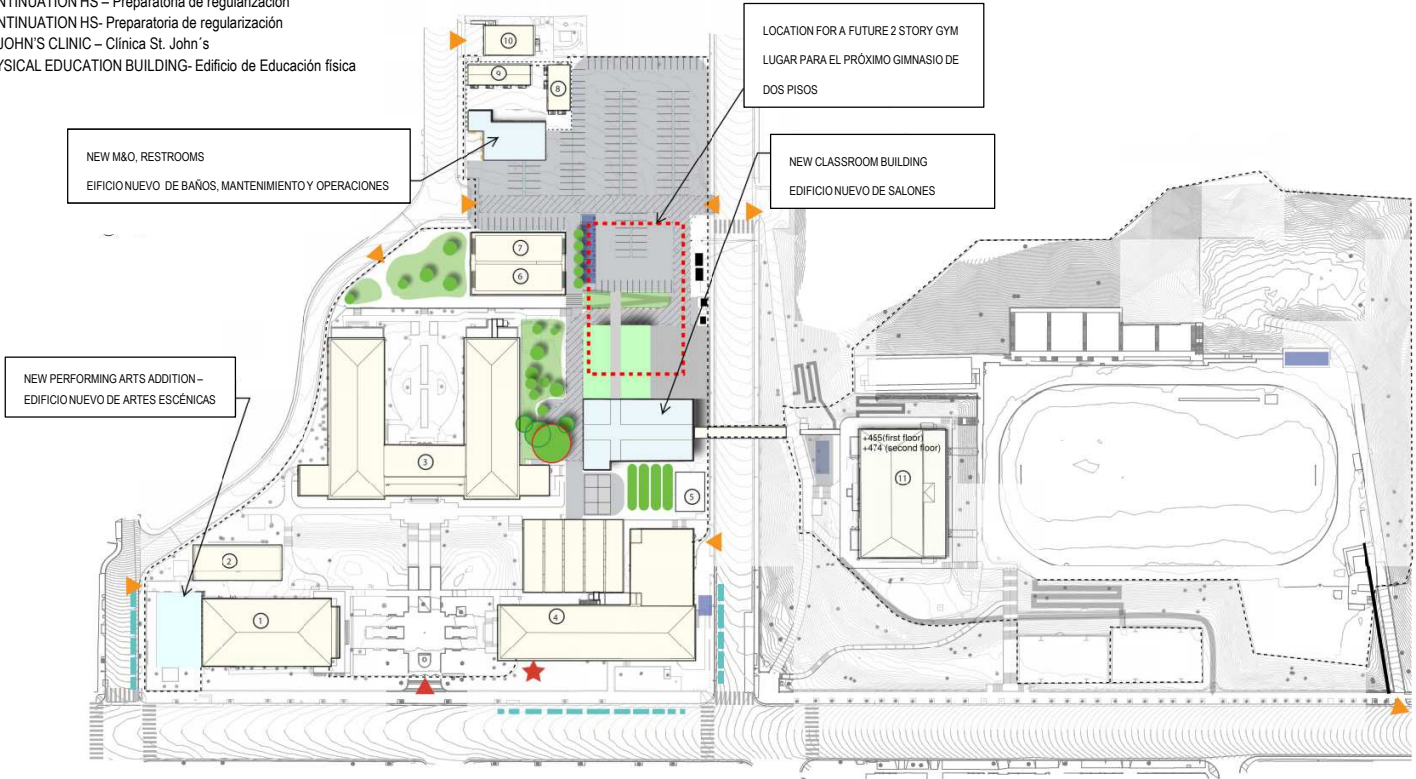 NTINUATION HS – Preparatoria de regularización
NTINUATION HS- Preparatoria de regularización
JOHN'S CLINIC – Clínica St. John´s
YSICAL EDUCATION BUILDING- Edificio de Educación física
LOCATION FOR A FUTURE 2 STORY GYM
LUGAR PARA EL PRÓXIMO GIMNASIO DE
DOS PISOS
NEW M&O, RESTROOMS
EIFICIO NUEVO DE BAÑOS, MANTENIMIENTO Y OPERACIONES
NEW CLASSROOM BUILDING
EDIFICIO NUEVO DE SALONES
NEW PERFORMING ARTS ADDITION –
EDIFICIO NUEVO DE ARTES ESCÉNICAS
10
9
8
7
6
+455(first floor)
+474 (second floor)
3
11
5
2
1
4